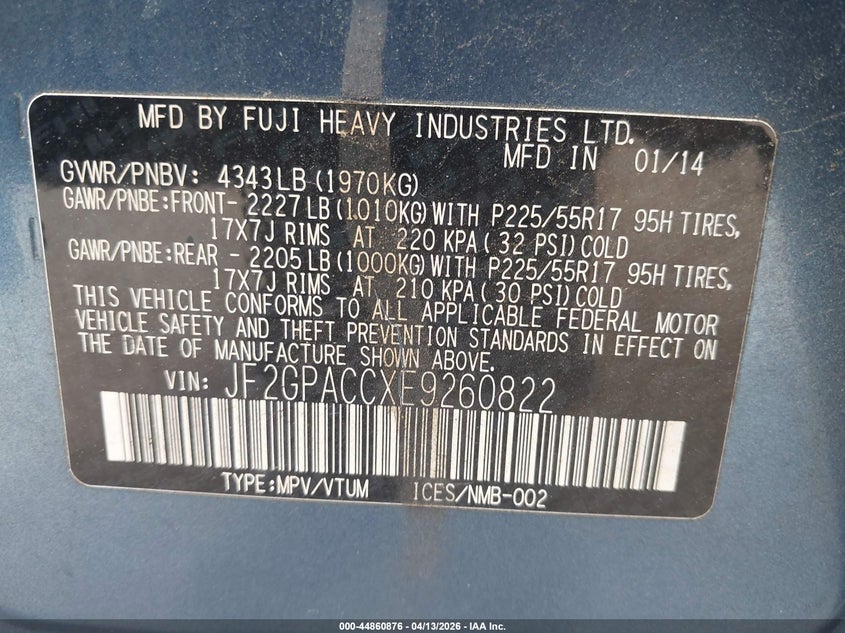 MFD BY FUJI HEAVY INDUSTRIES LTD.
MFD IN 01/14
GVWR/PNBV: 4343LB (1970KG)
GAWR/PNBE:FRONT- 2227LB(1010KG)WITH P225/55R17 95H TIRES,
17X7J RIMS AT 220 KPA( 32 PSI)COLD
GAWR/PNBE:REAR - 2205LB(1000KG)WITH P225/55R17 95H TIRES,
17X7J RIMS AT 210 KPA( 30 PSI)COLD
THIS VEHICLE CONFORMS TO ALL APPLICABLE FEDERAL MOTOR
VEHICLE SAFETY AND THEFT PREVENTION STANDARDS IN EFFECT ON
THE DATE OF MANUFACTURE SHOWN ABOVE.
VIN: JF2GPACCXE9260822
TYPE:MPV/VTUM ICES/NMB-002
000-44860876 - 04/13/2026 - IAA Inc.